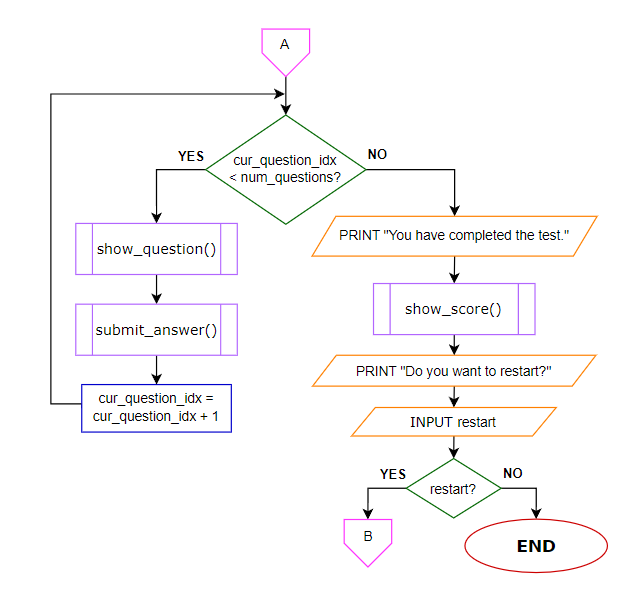 A
YES
NO
cur_question_idx
< num_questions?
show_question()
submit_answer()
cur_question_idx =
cur_question_idx + 1
PRINT "You have completed the test."
show_score()
PRINT "Do you want to restart?"
INPUT restart
YES
NO
restart?
B
END